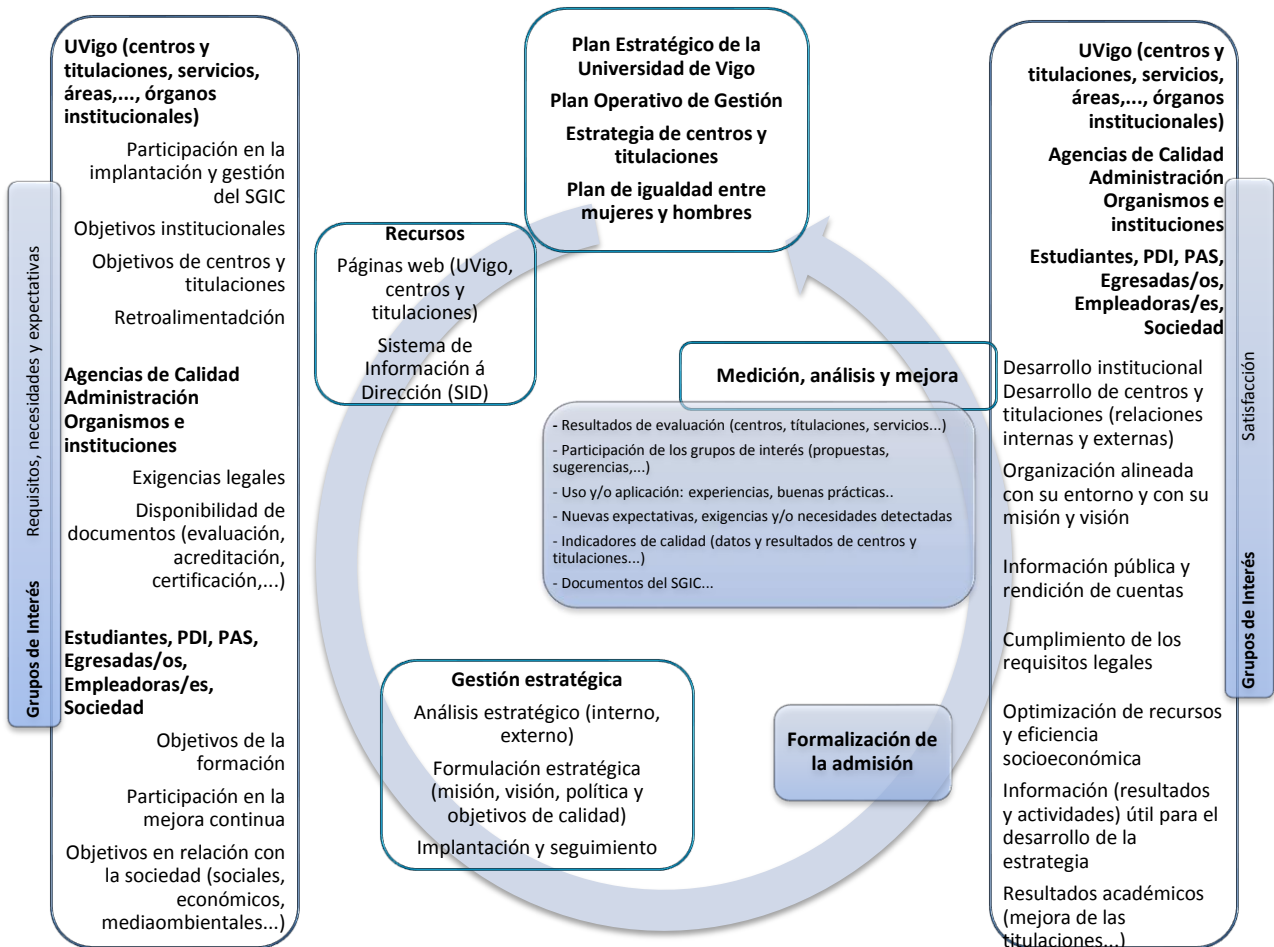 UVigo (centros y
titulaciones, servicios,
áreas,..., órganos
institucionales)
Participación en la
implantación y gestión
del SGIC
Objetivos institucionales
Objetivos de centros y
titulaciones
Retroalimentadción
Agencias de Calidad
Administración
Organismos e
instituciones
Exigencias legales
Disponibilidad de
documentos (evaluación,
acreditación,
certificación,...)
Estudiantes, PDI, PAS,
Egresadas/os,
Empleadoras/es,
Sociedad
Objetivos de la
formación
Participación en la
mejora continua
Objetivos en relación con
la sociedad (sociales,
económicos,
mediaombientales...)
Grupos de Interés
Requisitos, necesidades y expectativas
Plan Estratégico de la
Universidad de Vigo
Plan Operativo de Gestión
Estrategia de centros y
titulaciones
Plan de igualdad entre
mujeres y hombres
Recursos
Páginas web (UVigo,
centros y
titulaciones)
Sistema de
Información á
Dirección (SID)
Medición, análisis y mejora
- Resultados de evaluación (centros, títulaciones, servicios...)
- Participación de los grupos de interés (propuestas,
sugerencias,...)
- Uso y/o aplicación: experiencias, buenas prácticas..
- Nuevas expectativas, exigencias y/o necesidades detectadas
- Indicadores de calidad (datos y resultados de centros y
titulaciones...)
- Documentos del SGIC...
Gestión estratégica
Análisis estratégico (interno,
externo)
Formulación estratégica
(misión, visión, política y
objetivos de calidad)
Implantación y seguimiento
Formalización de
la admisión
UVigo (centros y
titulaciones, servicios,
áreas,..., órganos
institucionales)
Agencias de Calidad
Administración
Organismos e
instituciones
Estudiantes, PDI, PAS,
Egresadas/os,
Empleadoras/es,
Sociedad
Desarrollo institucional
Desarrollo de centros y
titulaciones (relaciones
internas y externas)
Organización alineada
con su entorno y con su
misión y visión
Información pública y
rendición de cuentas
Cumplimiento de los
requisitos legales
Optimización de recursos
y eficiencia
socioeconómica
Información (resultados
y actividades) útil para el
desarrollo de la
estrategia
Resultados académicos
(mejora de las
titulaciones...)
Grupos de Interés
Satisfacción